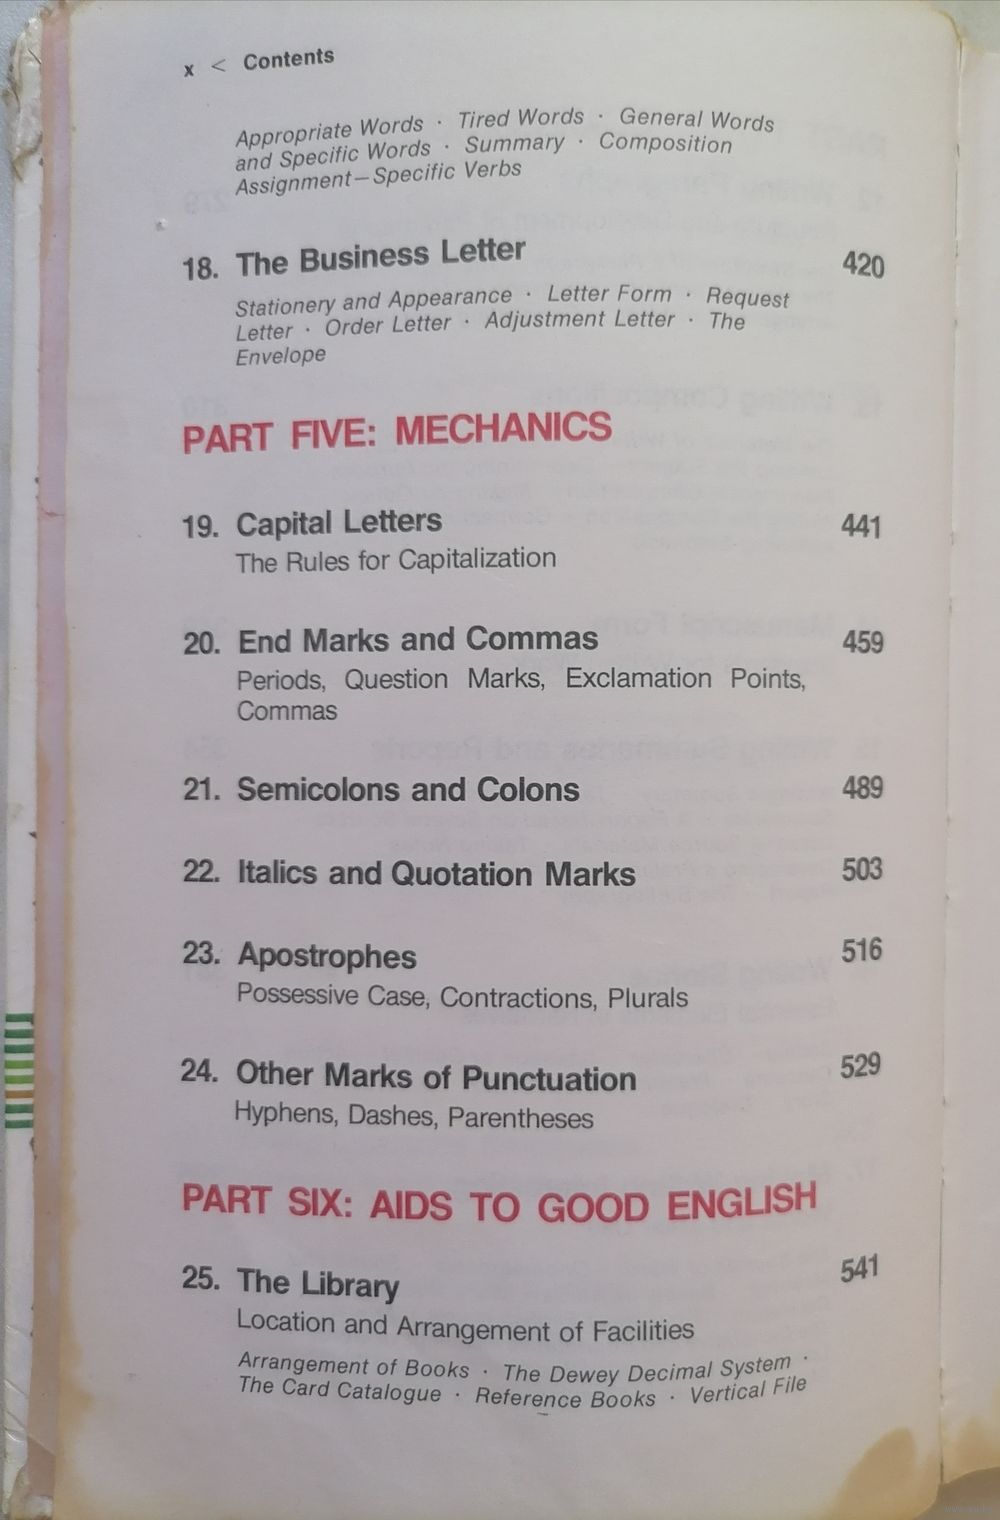 x < Contents
Appropriate Words · Tired Words · General Words
and Specific Words · Summary · Composition
Assignment—Specific Verbs
18. The Business Letter 420
Stationery and Appearance · Letter Form · Request
Letter · Order Letter · Adjustment Letter · The
Envelope
PART FIVE: MECHANICS
19. Capital Letters 441
The Rules for Capitalization
20. End Marks and Commas 459
Periods, Question Marks, Exclamation Points,
Commas
21. Semicolons and Colons 489
22. Italics and Quotation Marks 503
23. Apostrophes 516
Possessive Case, Contractions, Plurals
24. Other Marks of Punctuation 529
Hyphens, Dashes, Parentheses
PART SIX: AIDS TO GOOD ENGLISH
25. The Library 541
Location and Arrangement of Facilities
Arrangement of Books · The Dewey Decimal System ·
The Card Catalogue · Reference Books · Vertical File